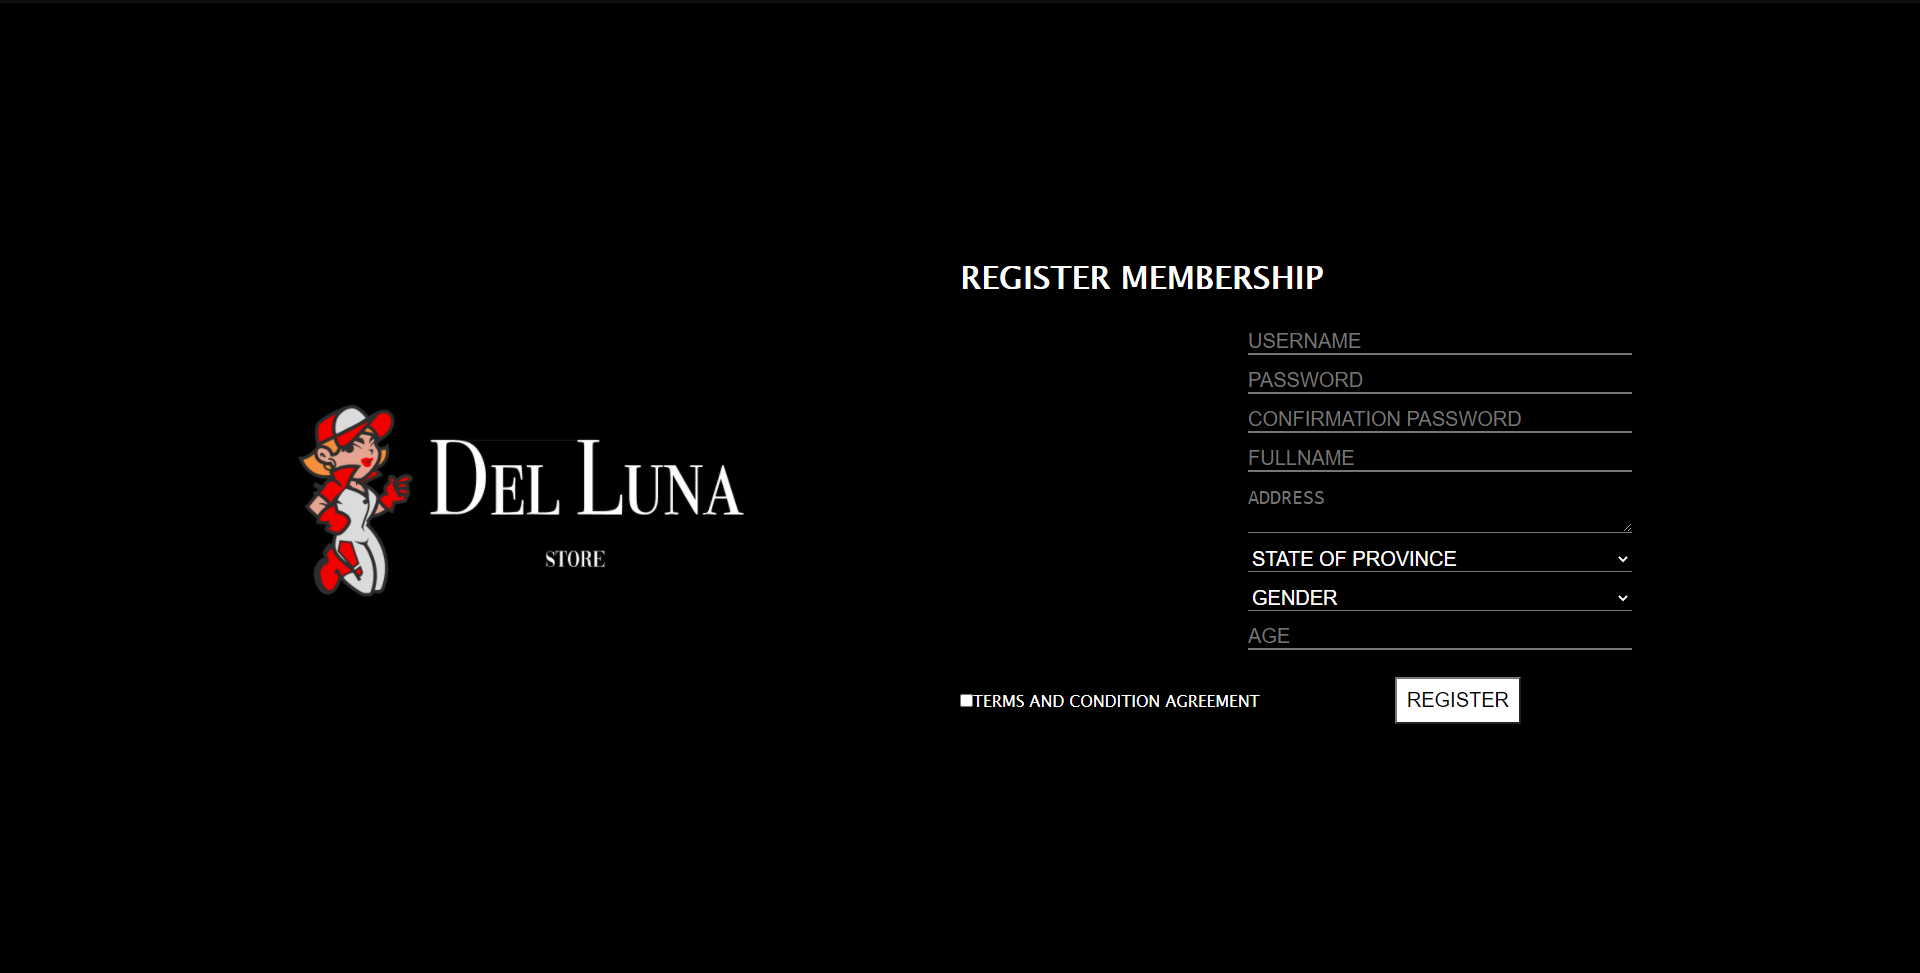 DEL LUNA
STORE
REGISTER MEMBERSHIP
USERNAME
PASSWORD
CONFIRMATION PASSWORD
FULLNAME
ADDRESS
STATE OF PROVINCE
GENDER
AGE
TERMS AND CONDITION AGREEMENT
REGISTER